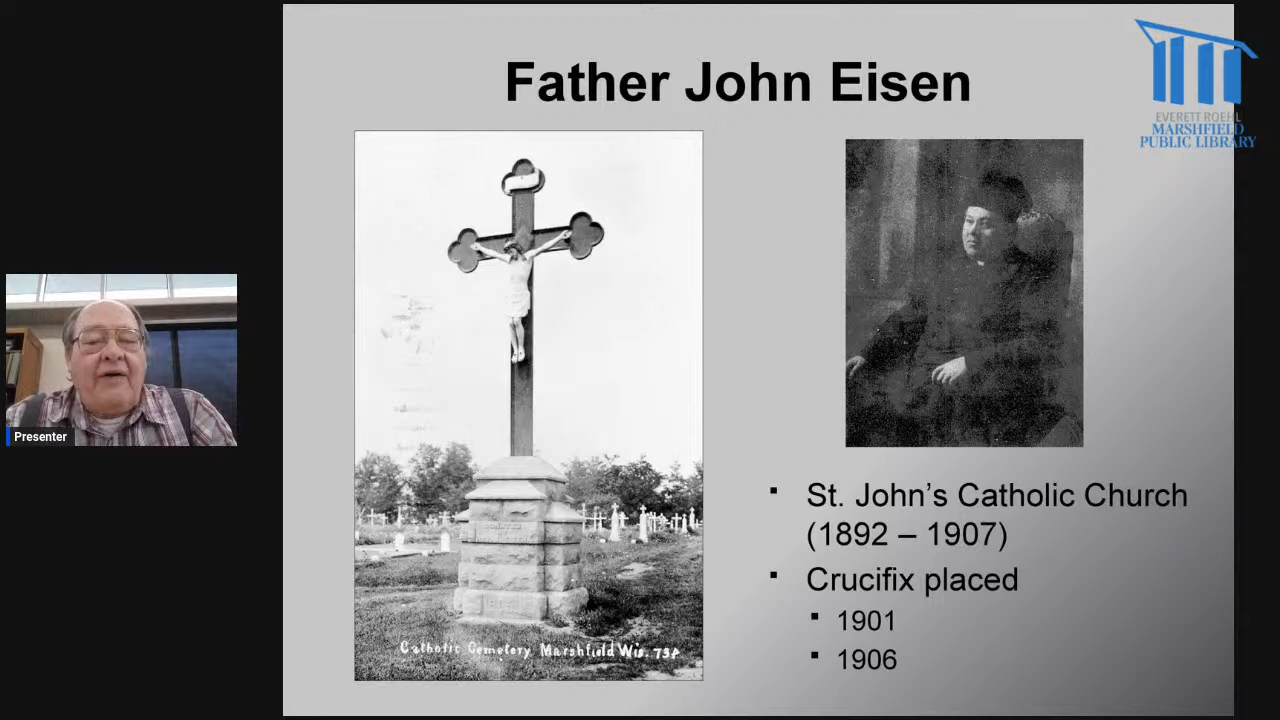 Father John Eisen
EVERETT ROEHL
MARSHFIELD
PUBLIC LIBRARY
Presenter
Catholic Cemetery Marshfield Wis. 73P
▪ St. John’s Catholic Church
(1892 – 1907)
▪ Crucifix placed
▪ 1901
▪ 1906